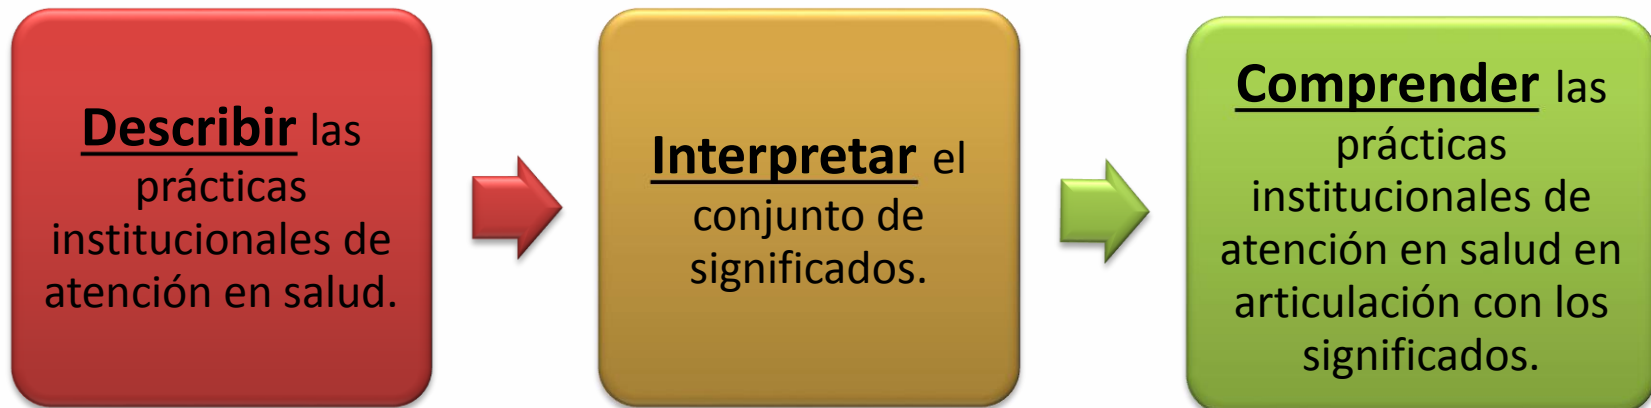 Describir las
prácticas
institucionales de
atención en salud.
Interpretar el
conjunto de
significados.
Comprender las
prácticas
institucionales de
atención en salud en
articulación con los
significados.